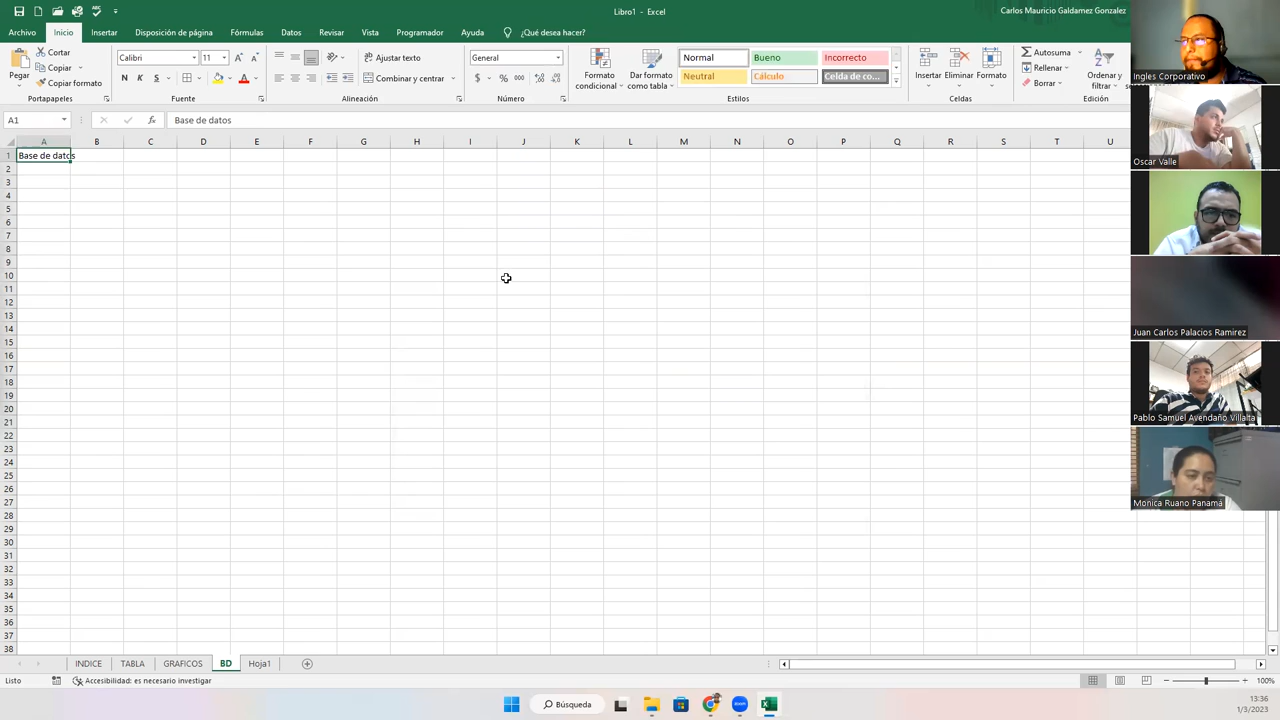 Libro1 - Excel
Carlos Mauricio Galdamez Gonzalez
Archivo Inicio Insertar Disposición de página Fórmulas Datos Revisar Vista Programador Ayuda ¿Qué desea hacer?
Pegar
Cortar
Copiar
Copiar formato
Portapapeles
Calibri 11
N K S
Fuente
Ajustar texto
Combinar y centrar
Alineación
General
$ % 000
Número
Formato condicional
Dar formato como tabla
Normal Bueno Incorrecto
Neutral Cálculo Celda de co...
Estilos
Insertar Eliminar Formato
Celdas
Autosuma
Rellenar
Borrar
Ordenar y filtrar
Edición
A1 fx Base de datos
A B C D E F G H I J K L M N O P Q R S T U
1 Base de datos
2
3
4
5
6
7
8
9
10
11
12
13
14
15
16
17
18
19
20
21
22
23
24
25
26
27
28
29
30
31
32
33
34
35
36
37
38
INDICE TABLA GRAFICOS BD Hoja1
Listo Accesibilidad: es necesario investigar 100%
Búsqueda
zoom
13:36
1/3/2023
Ingles Corporativo
Oscar Valle
Juan Carlos Palacios Ramirez
Pablo Samuel Avendaño Villalta
Monica Ruano Panamá